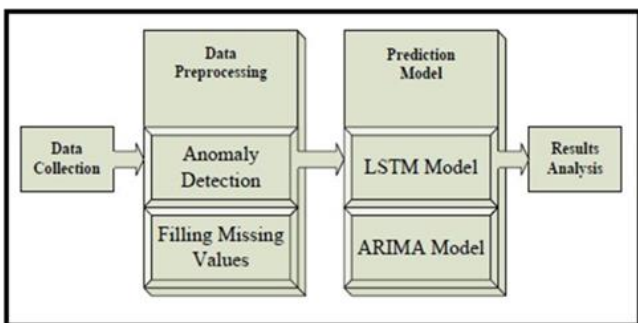 Data
Collection
Data
Preprocessing
Anomaly
Detection
Filling Missing
Values
Prediction
Model
LSTM Model
ARIMA Model
Results
Analysis